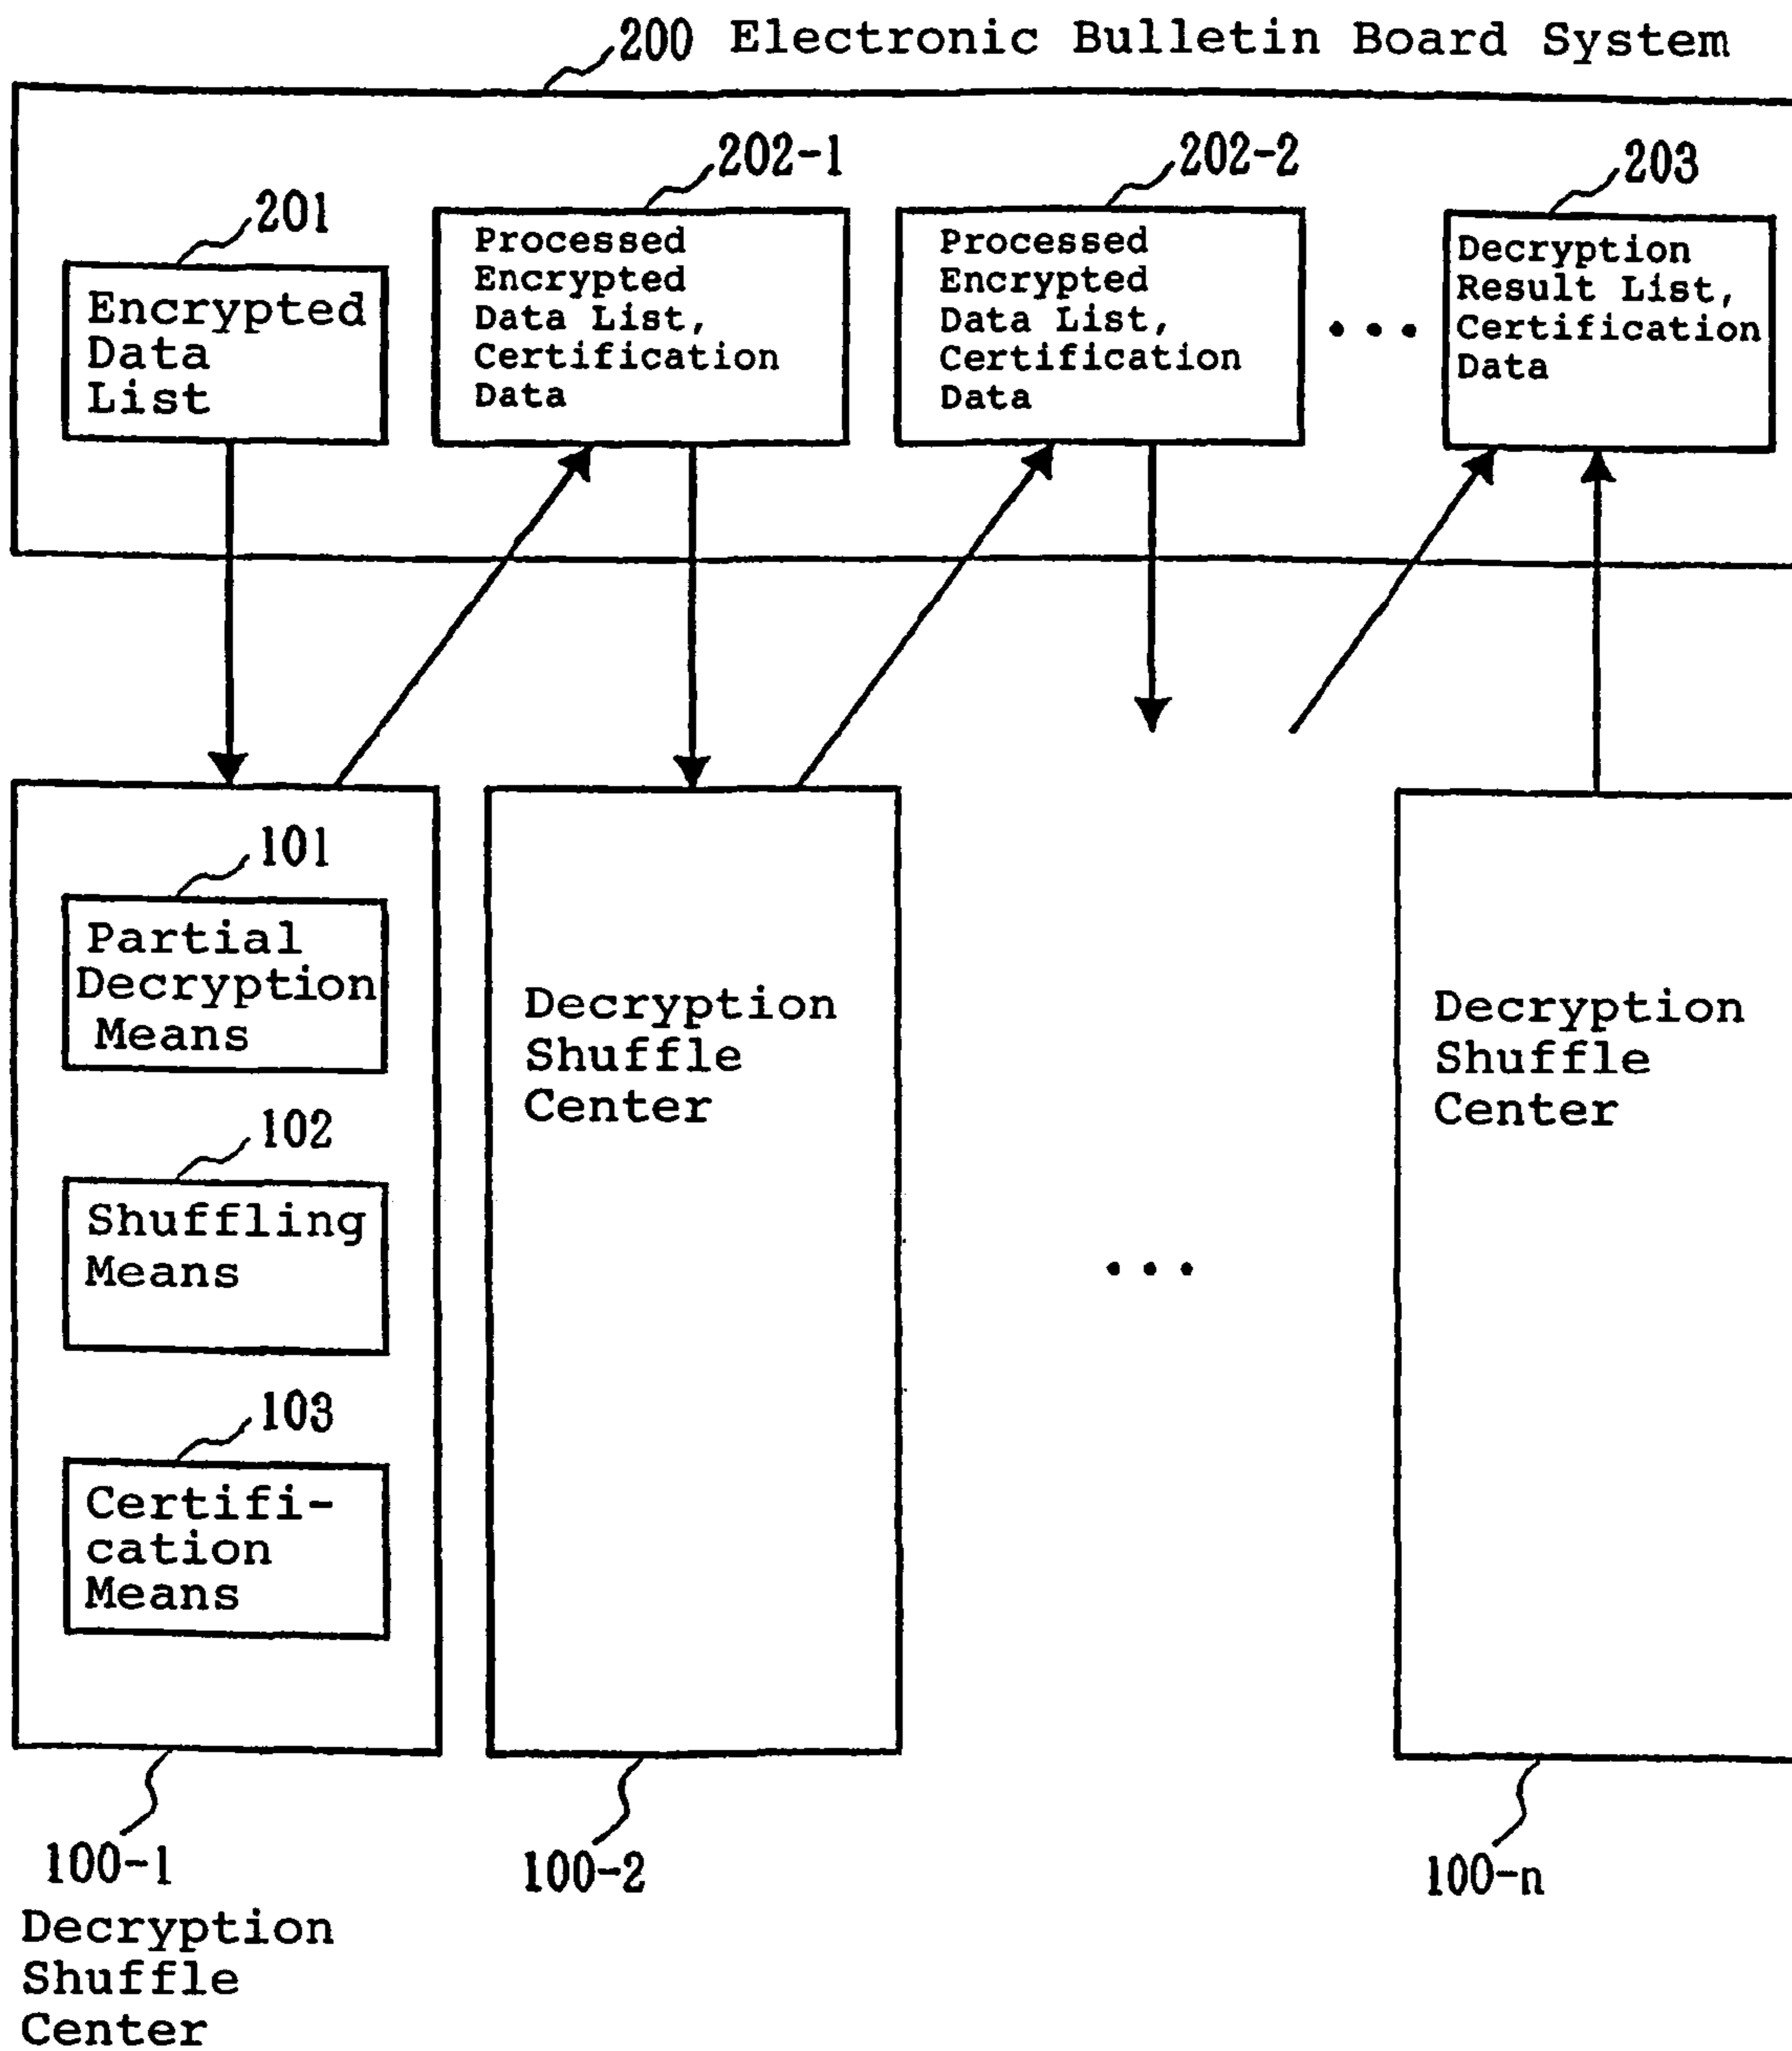 200 Electronic Bulletin Board System
201
Encrypted
Data
List
202-1
Processed
Encrypted
Data List,
Certification
Data
202-2
Processed
Encrypted
Data List,
Certification
Data
•••
203
Decryption
Result List,
Certification
Data
101
Partial
Decryption
Means
102
Shuffling
Means
103
Certifi-
cation
Means
100-1
Decryption
Shuffle
Center
Decryption
Shuffle
Center
100-2
•••
Decryption
Shuffle
Center
100-n